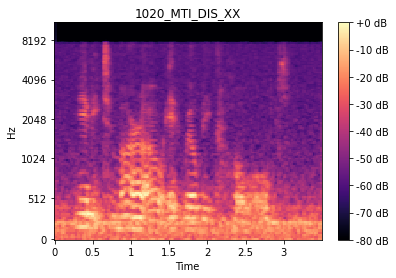 1020_MTI_DIS_XX
8192
4096
2048
1024
512
0
Hz
0
0.5
1
1.5
2
2.5
3
Time
+0 dB
-10 dB
-20 dB
-30 dB
-40 dB
-50 dB
-60 dB
-70 dB
-80 dB